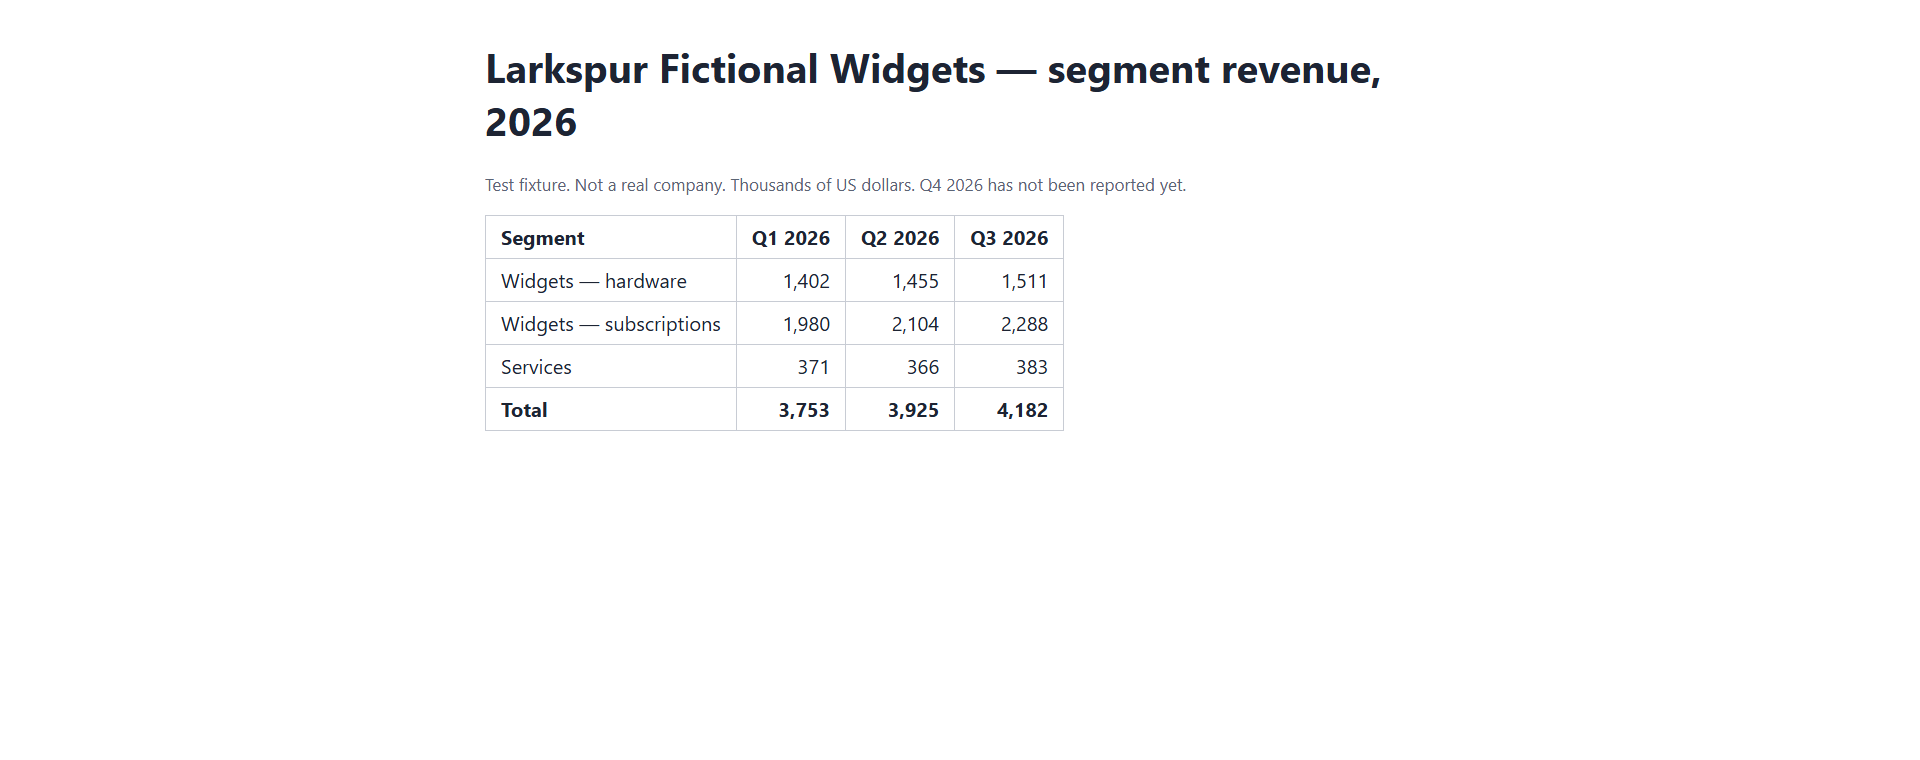 Larkspur Fictional Widgets — segment revenue,
2026
Test fixture. Not a real company. Thousands of US dollars. Q4 2026 has not been reported yet.
Segment Q1 2026 Q2 2026 Q3 2026
Widgets — hardware 1,402 1,455 1,511
Widgets — subscriptions 1,980 2,104 2,288
Services 371 366 383
Total 3,753 3,925 4,182